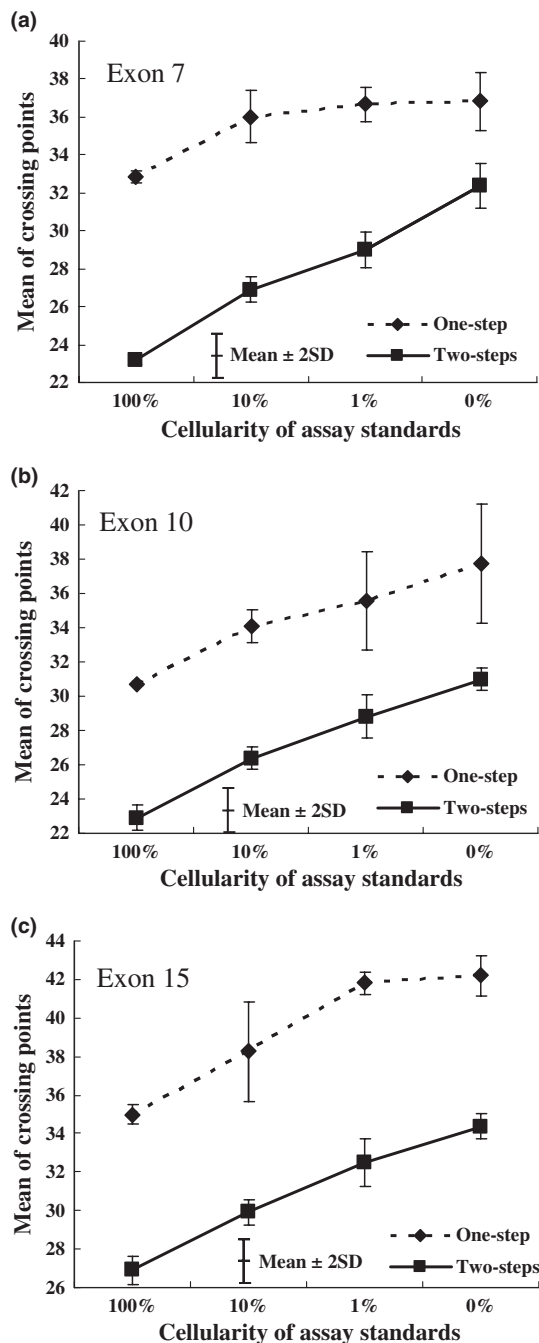 (a)
40
38
36
34
32
30
28
26
24
22
Mean of crossing points
Exon 7
One-step
Mean ± 2SD
Two-steps
100% 10% 1% 0%
Cellularity of assay standards
(b)
42
40
38
36
34
32
30
28
26
24
22
Mean of crossing points
Exon 10
One-step
Mean ± 2SD
Two-steps
100% 10% 1% 0%
Cellularity of assay standards
(c)
44
42
40
38
36
34
32
30
28
26
Mean of crossing points
Exon 15
One-step
Mean ± 2SD
Two-steps
100% 10% 1% 0%
Cellularity of assay standards